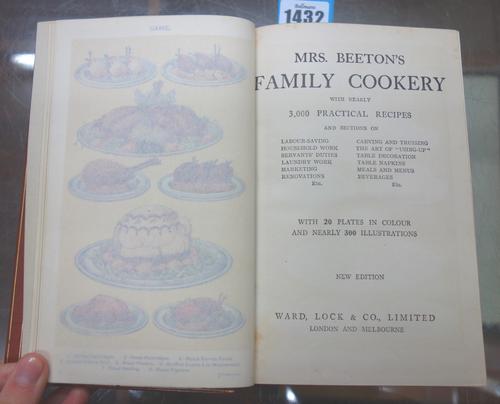 GAME.
1432
MRS. BEETON'S
FAMILY COOKERY
WITH NEARLY
3,000 PRACTICAL RECIPES
AND SECTIONS ON
LABOUR-SAVING
HOUSEHOLD WORK
SERVANTS' DUTIES
LAUNDRY WORK
MARKETING
RENOVATIONS
Etc.
CARVING AND TRUSSING
THE ART OF "USING-UP"
TABLE DECORATION
TABLE NAPKINS
MEALS AND MENUS
BEVERAGES
Etc.
WITH 20 PLATES IN COLOUR
AND NEARLY 300 ILLUSTRATIONS
NEW EDITION
WARD, LOCK & CO., LIMITED
LONDON AND MELBOURNE